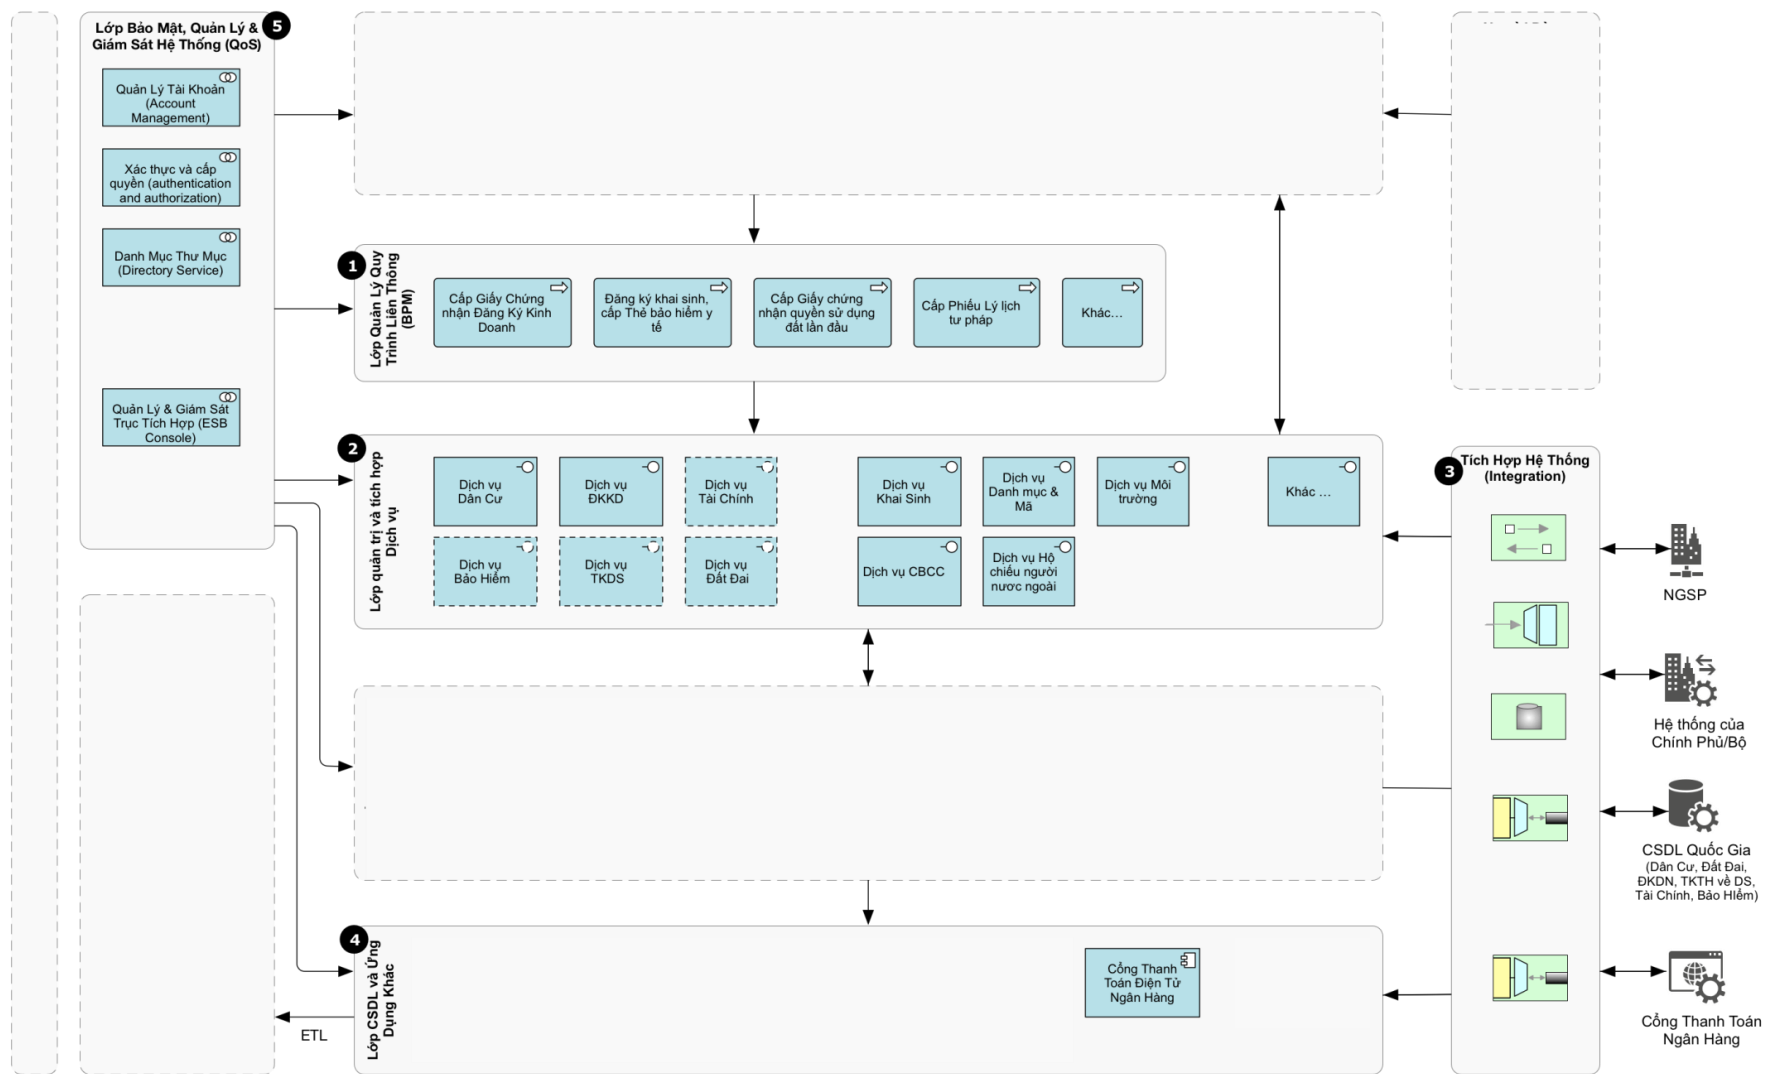 Lớp Bảo Mật, Quản Lý &
Giám Sát Hệ Thống (QoS)
5
Quản Lý Tài Khoản
(Account
Management)
Xác thực và cấp
quyền (authentication
and authorization)
Danh Mục Thư Mục
(Directory Service)
Quản Lý & Giám Sát
Trục Tích Hợp (ESB
Console)
1
Lớp Quản Lý Quy
Trình Liên Thông
(BPM)
Cấp Giấy Chứng
nhận Đăng Ký Kinh
Doanh
Đăng ký khai sinh,
cấp Thẻ bảo hiểm y
tế
Cấp Giấy chứng
nhận quyền sử dụng
đất lần đầu
Cấp Phiếu Lý lịch
tư pháp
Khác...
2
Lớp quản trị và tích hợp
Dịch vụ
Dịch vụ
Dân Cư
Dịch vụ
ĐKKD
Dịch vụ
Tài Chính
Dịch vụ
Khai Sinh
Dịch vụ
Danh mục &
Mã
Dịch vụ Môi
trường
Khác ...
Dịch vụ
Bảo Hiểm
Dịch vụ
TKDS
Dịch vụ
Đất Đai
Dịch vụ CBCC
Dịch vụ Hộ
chiếu người
nươc ngoài
3
Tích Hợp Hệ Thống
(Integration)
NGSP
Hệ thống của
Chính Phủ/Bộ
CSDL Quốc Gia
(Dân Cư, Đất Đai,
ĐKDN, TKTH về DS,
Tài Chính, Bảo HIểm)
Cổng Thanh Toán
Ngân Hàng
4
Lớp CSDL và Ứng
Dụng Khác
Cổng Thanh
Toán Điện Tử
Ngân Hàng
ETL